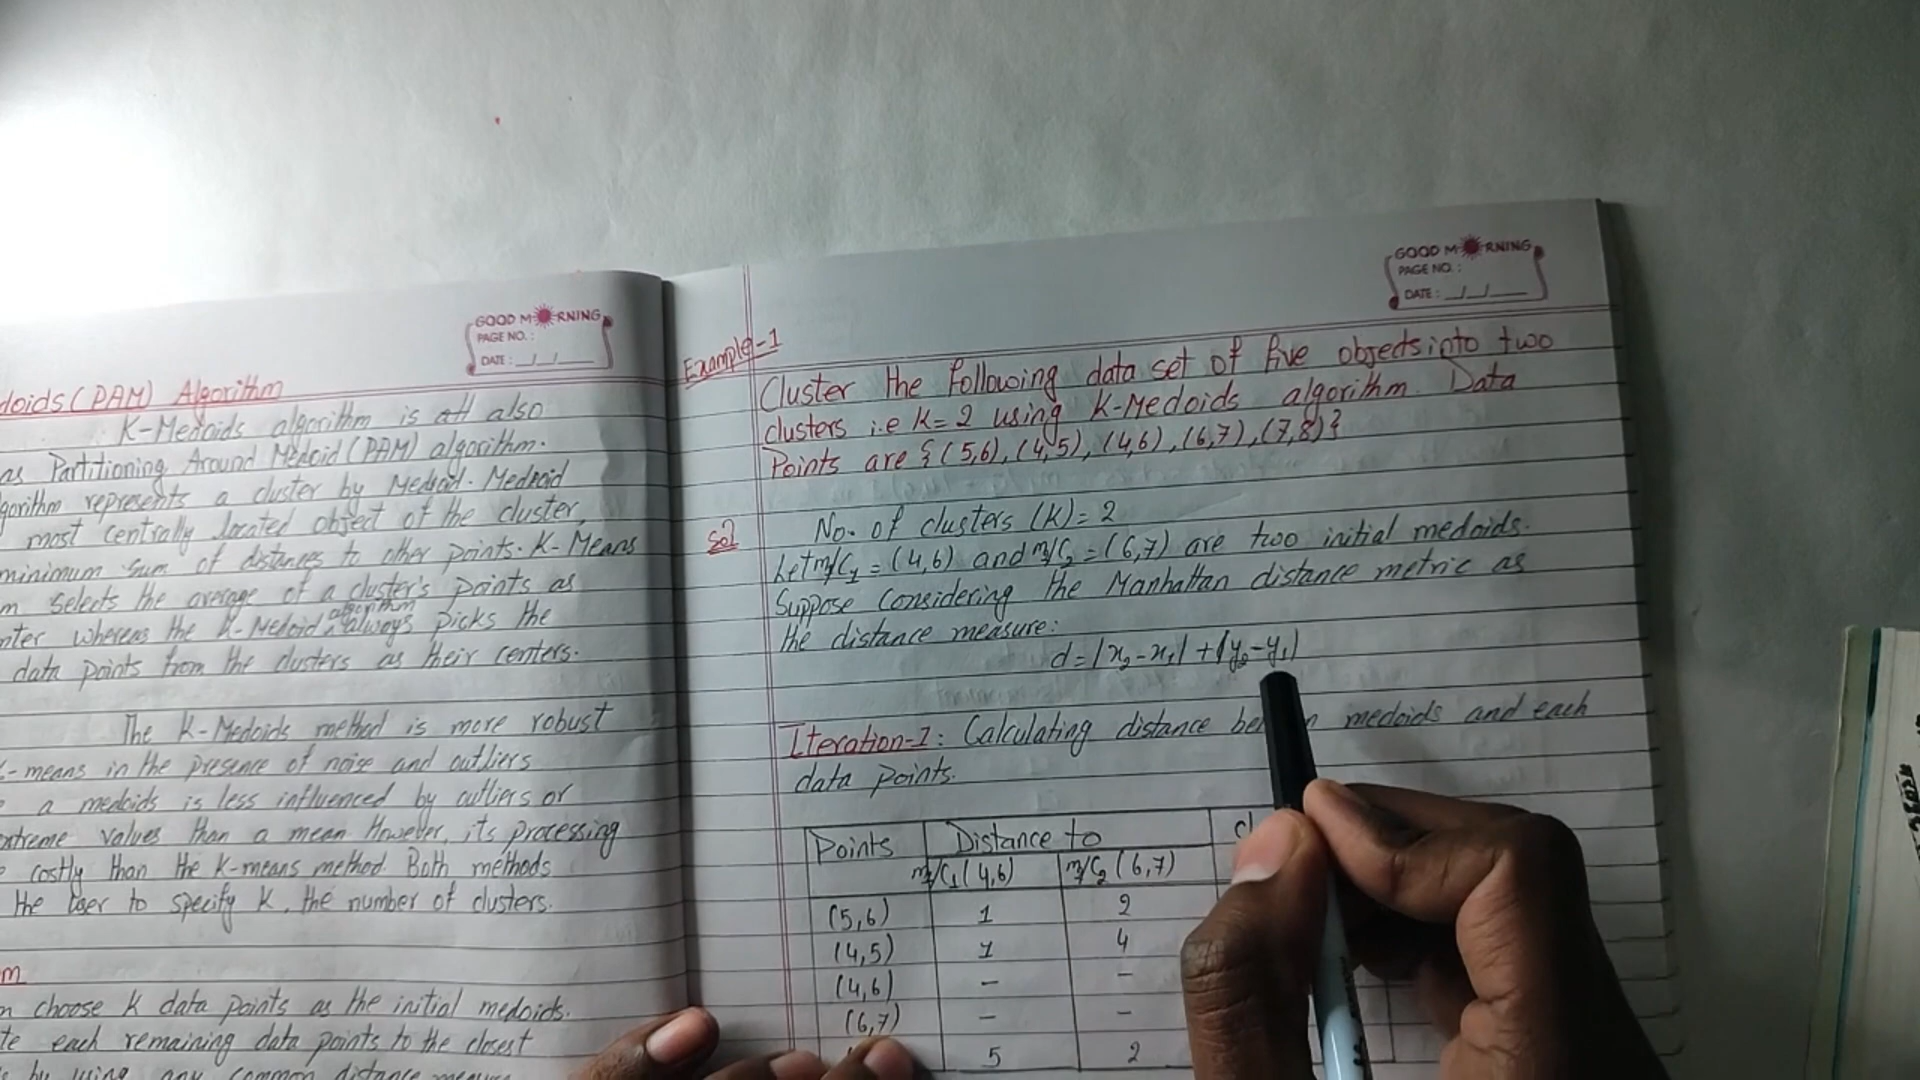 GOOD MORNING
PAGE NO. :
DATE :
doids (PAM) Algorithm
K-Medoids algorithm is also
as Partitioning Around Medoid (PAM) algorithm.
gorithm represents a cluster by Medoid. Medoid
most centrally located object of the cluster,
minimum sum of distances to other points. K-Means
m selects the average of a cluster's points as
nter whereas the K-Medoid algorithm always picks the
data points from the clusters as their centers.
The K-Medoids method is more robust
-means in the presence of noise and outliers
a medoids is less influenced by outliers or
extreme values than a mean. However, its processing
costly than the K-means method. Both methods
the user to specify K, the number of clusters.
m
choose K data points as the initial medoids.
te each remaining data points to the closest
by using any common distance
GOOD MORNING
PAGE NO. :
DATE :
Example-1
Cluster the following data set of five objects into two
clusters i.e K=2 using K-Medoids algorithm. Data
Points are {(5,6), (4,5), (4,6), (6,7), (7,8)}
Sol
No. of clusters (K)=2
Let m/C1 = (4,6) and m/C2 = (6,7) are two initial medoids.
Suppose considering the Manhattan distance metric as
the distance measure:
d=|x2-x1|+|y2-y1|
Iteration-1: Calculating distance medoids and each
data points.
Points Distance to cl
m/C1 (4,6) m/C2 (6,7)
(5,6) 1 2
(4,5) 1 4
(4,6) - -
(6,7) - -
5 2